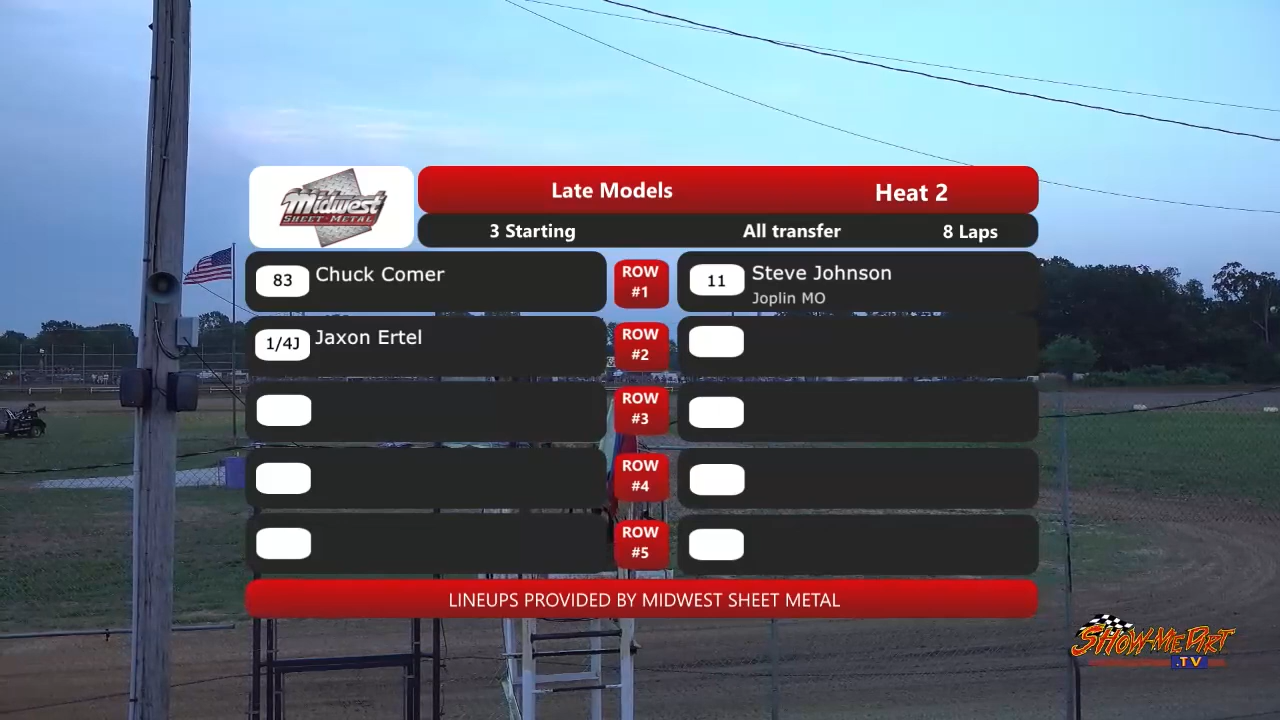 Midwest
SHEET METAL
Late Models
Heat 2
3 Starting
All transfer
8 Laps
83
Chuck Comer
ROW
#1
11
Steve Johnson
Joplin MO
1/4J
Jaxon Ertel
ROW
#2
ROW
#3
ROW
#4
ROW
#5
LINEUPS PROVIDED BY MIDWEST SHEET METAL
SHOW-ME DIRT
.TV